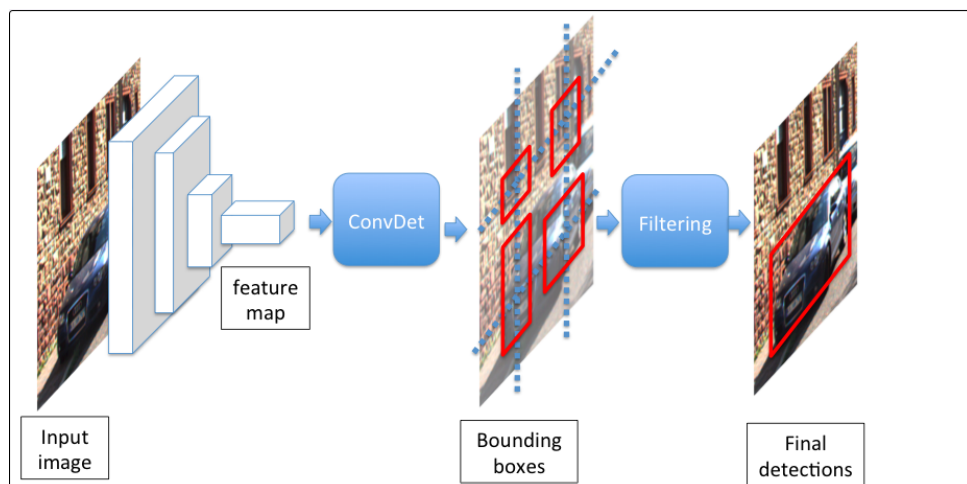 Input
image
feature
map
ConvDet
Bounding
boxes
Filtering
Final
detections